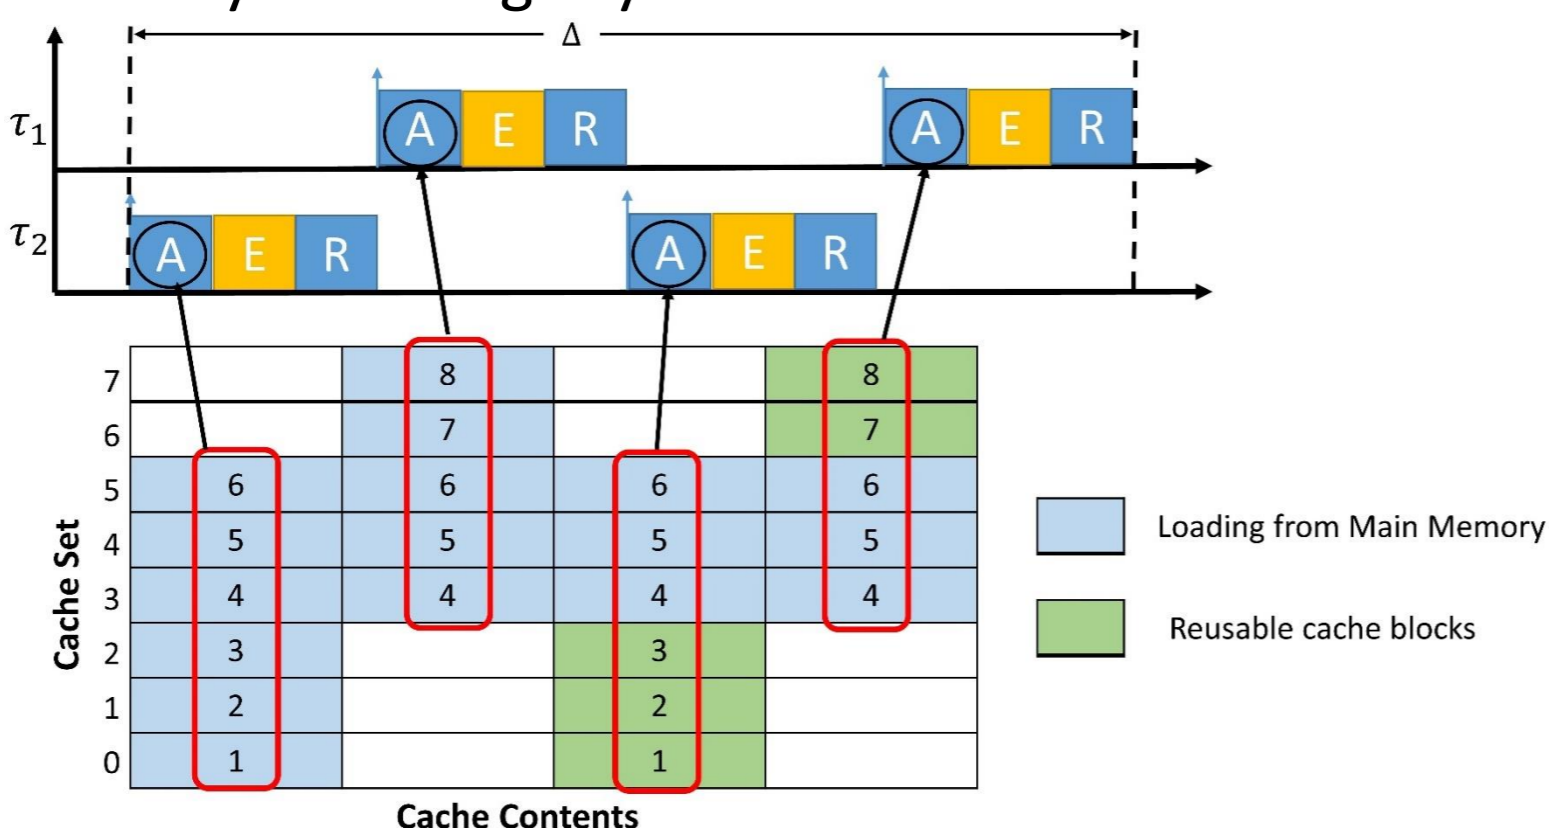 Δ
τ1
A E R A E R
τ2
A E R A E R
7 8 8
6 7 7
5 6 6 6 6
4 5 5 5 5
3 4 4 4 4
2 3 3
1 2 2
0 1 1
Cache Set
Cache Contents
Loading from Main Memory
Reusable cache blocks